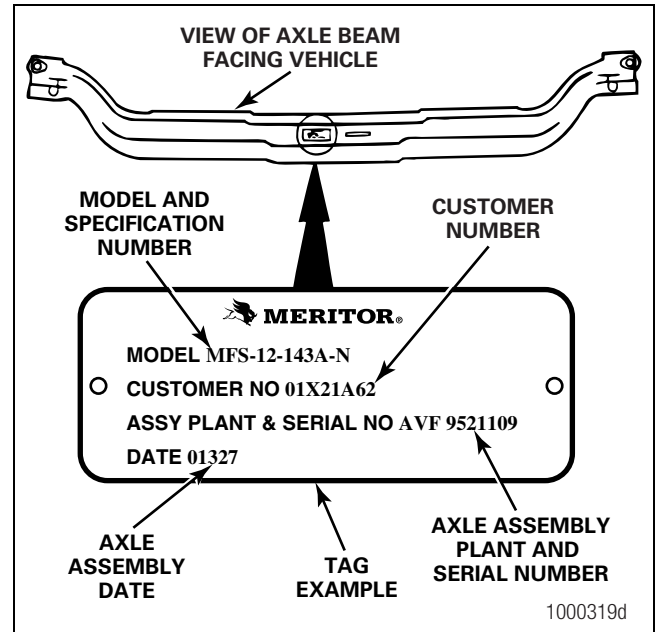 VIEW OF AXLE BEAM
FACING VEHICLE
MODEL AND
SPECIFICATION
NUMBER
CUSTOMER
NUMBER
MERITOR®
MODEL MFS-12-143A-N
CUSTOMER NO 01X21A62
ASSY PLANT & SERIAL NO AVF 9521109
DATE 01327
AXLE
ASSEMBLY
DATE
TAG
EXAMPLE
AXLE ASSEMBLY
PLANT AND
SERIAL NUMBER
1000319d